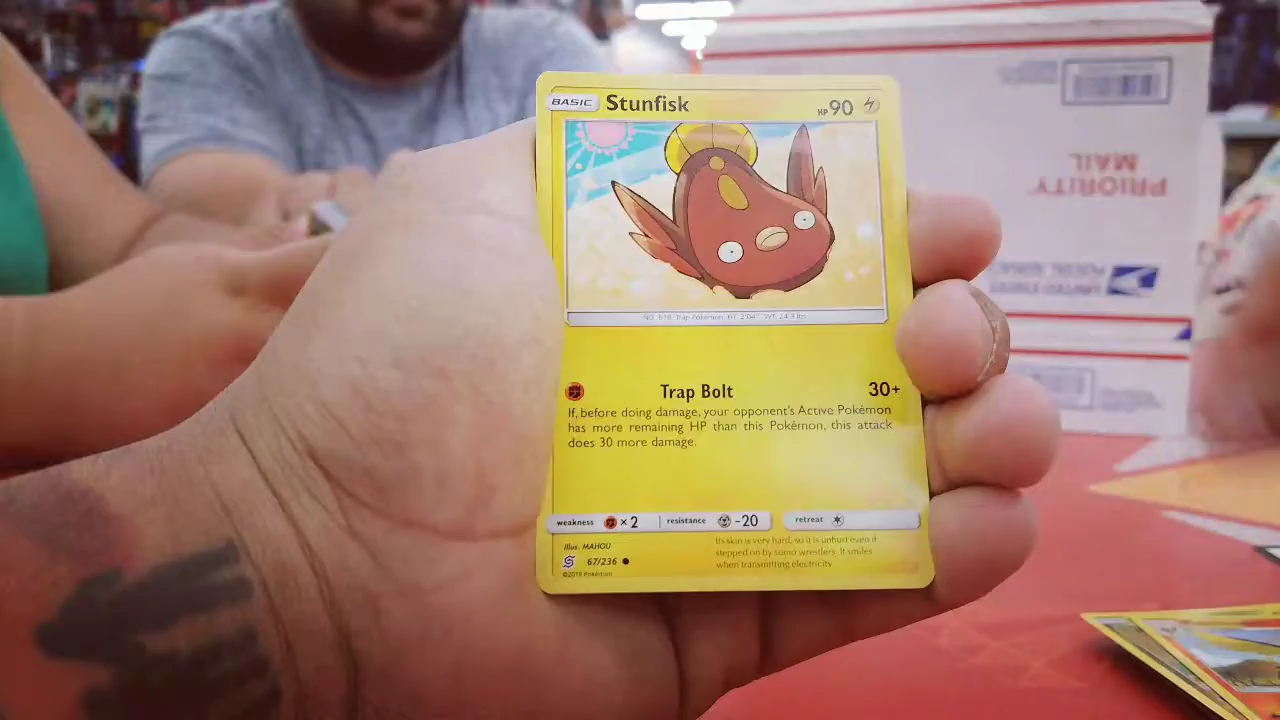 BASIC Stunfisk HP 90
NO. 618 Trap Pokémon HT: 2'04" WT: 24.3 lbs
Trap Bolt 30+
If, before doing damage, your opponent's Active Pokémon
has more remaining HP than this Pokémon, this attack
does 30 more damage.
weakness ×2 resistance -20 retreat
Illus. MAHOU
67/236
©2019 Pokémon
Its skin is very hard, so it is unhurt even if
stepped on by sumo wrestlers. It smiles
when transmitting electricity.
PRIORITY
MAIL
UNITED STATES
POSTAL SERVICE